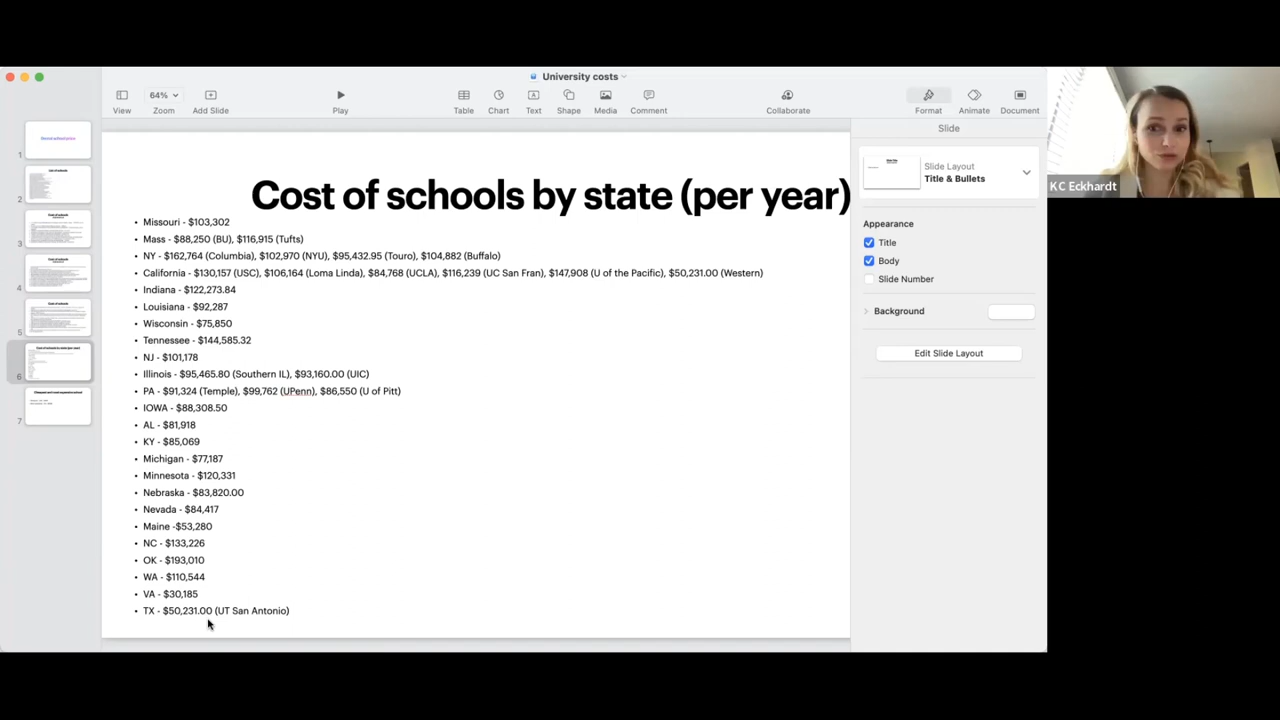 University costs
64%
View
Zoom
Add Slide
Play
Table
Chart
Text
Shape
Media
Comment
Collaborate
Format
Animate
Document
1
2
3
4
5
6
7
Cost of schools by state (per year)
• Missouri - $103,302
• Mass - $88,250 (BU), $116,915 (Tufts)
• NY - $162,764 (Columbia), $102,970 (NYU), $95,432.95 (Touro), $104,882 (Buffalo)
• California - $130,157 (USC), $106,164 (Loma Linda), $84,768 (UCLA), $116,239 (UC San Fran), $147,908 (U of the Pacific), $50,231.00 (Western)
• Indiana - $122,273.84
• Louisiana - $92,287
• Wisconsin - $75,850
• Tennessee - $144,585.32
• NJ - $101,178
• Illinois - $95,465.80 (Southern IL), $93,160.00 (UIC)
• PA - $91,324 (Temple), $99,762 (UPenn), $86,550 (U of Pitt)
• IOWA - $88,308.50
• AL - $81,918
• KY - $85,069
• Michigan - $77,187
• Minnesota - $120,331
• Nebraska - $83,820.00
• Nevada - $84,417
• Maine -$53,280
• NC - $133,226
• OK - $193,010
• WA - $110,544
• VA - $30,185
• TX - $50,231.00 (UT San Antonio)
Slide
Slide Layout
Title & Bullets
Appearance
Title
Body
Slide Number
Background
Edit Slide Layout
KC Eckhardt